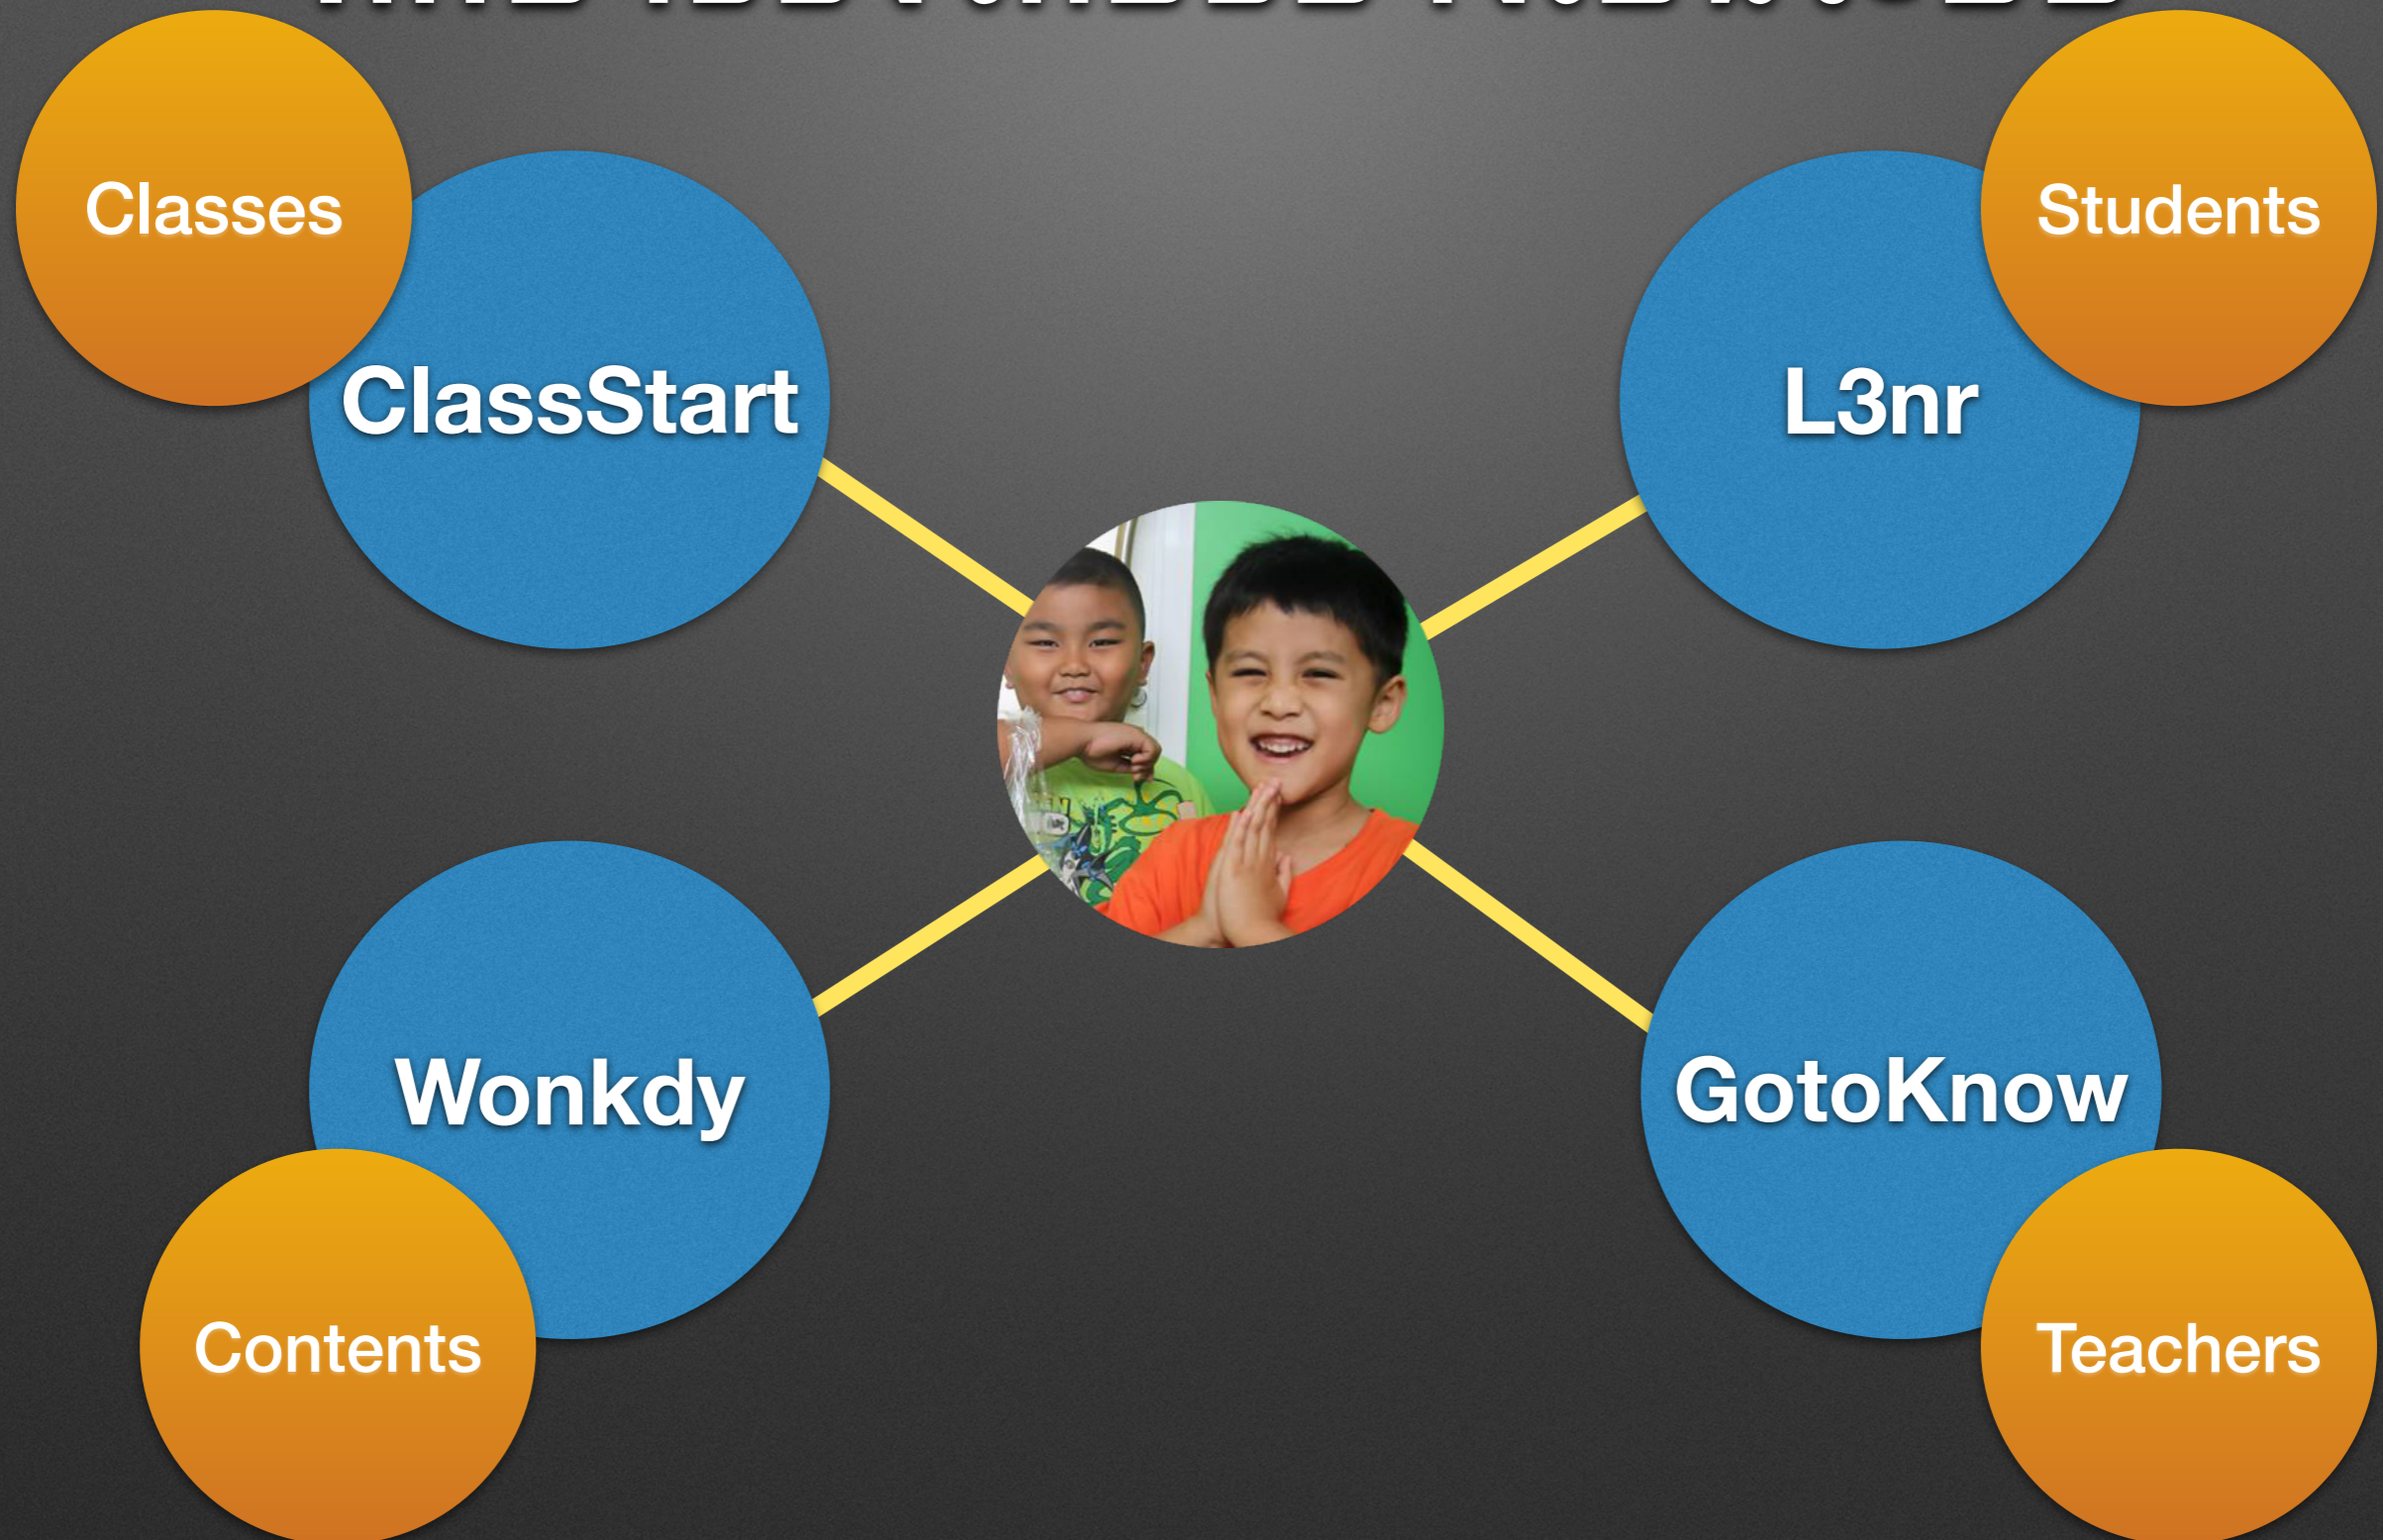 Classes
Students
ClassStart
L3nr
Wonkdy
GotoKnow
Contents
Teachers